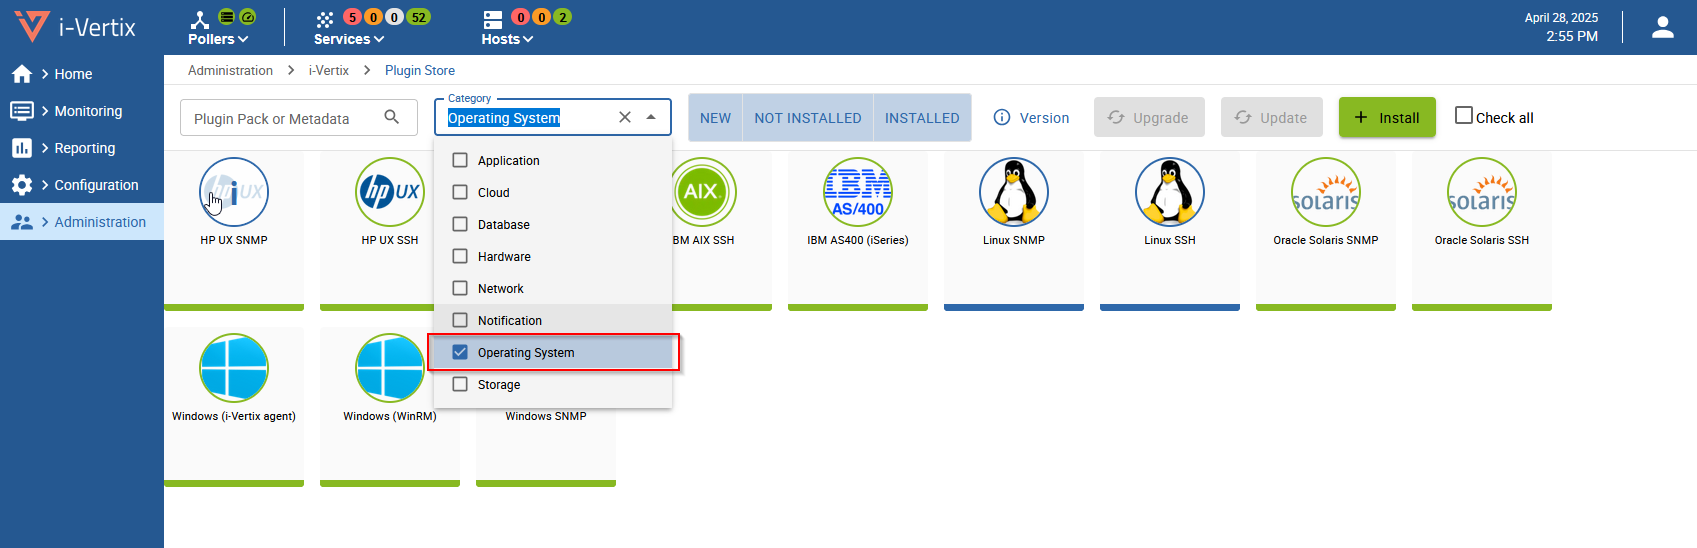 i-Vertix
Pollers
5 0 0 52
Services
0 0 2
Hosts
April 28, 2025
2:55 PM
Home
Monitoring
Reporting
Configuration
Administration
Administration > i-Vertix > Plugin Store
Plugin Pack or Metadata
Category
Operating System
NEW
NOT INSTALLED
INSTALLED
Version
Upgrade
Update
+ Install
Check all
Application
Cloud
Database
Hardware
Network
Notification
Operating System
Storage
hp UX
HP UX SNMP
hp UX
HP UX SSH
AIX
BM AIX SSH
IBM
AS/400
IBM AS400 (iSeries)
Linux SNMP
Linux SSH
solaris
Oracle Solaris SNMP
solaris
Oracle Solaris SSH
Windows (i-Vertix agent)
Windows (WinRM)
Windows SNMP